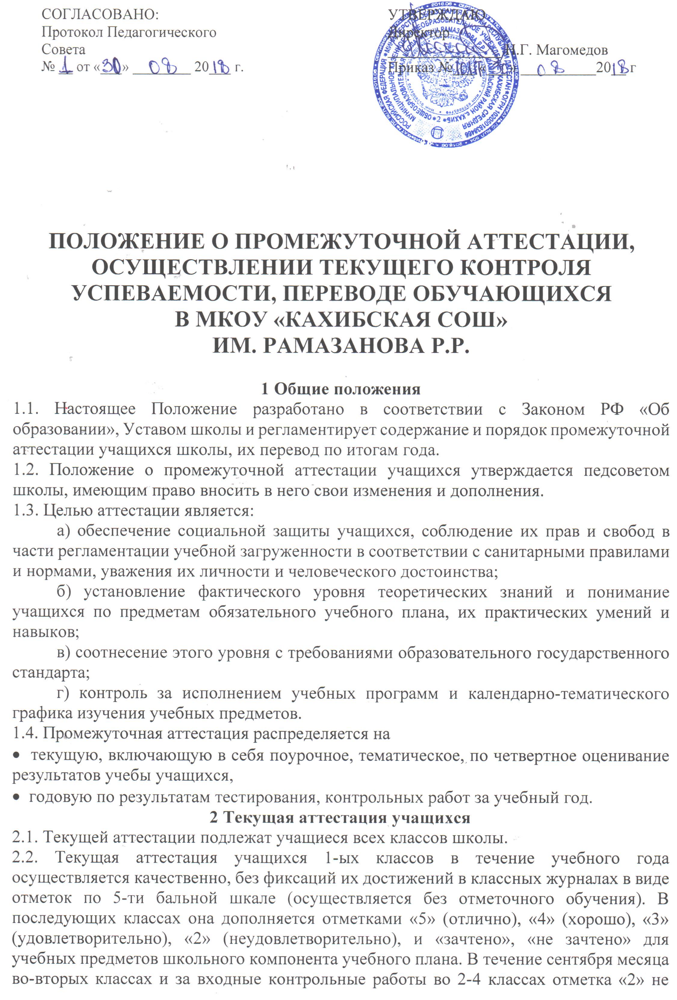 СОГЛАСОВАНО:
Протокол Педагогического
Совета
№ 1 от «30» 08 2018 г.
УТВЕРЖДАЮ
Директор
Н.Г. Магомедов
Приказ № «30» 08 2018 г
ПОЛОЖЕНИЕ О ПРОМЕЖУТОЧНОЙ АТТЕСТАЦИИ,
ОСУЩЕСТВЛЕНИИ ТЕКУЩЕГО КОНТРОЛЯ
УСПЕВАЕМОСТИ, ПЕРЕВОДЕ ОБУЧАЮЩИХСЯ
В МКОУ «КАХИБСКАЯ СОШ»
ИМ. РАМАЗАНОВА Р.Р.
1 Общие положения
1.1. Настоящее Положение разработано в соответствии с Законом РФ «Об
образовании», Уставом школы и регламентирует содержание и порядок промежуточной
аттестации учащихся школы, их перевод по итогам года.
1.2. Положение о промежуточной аттестации учащихся утверждается педсоветом
школы, имеющим право вносить в него свои изменения и дополнения.
1.3. Целью аттестации является:
а) обеспечение социальной защиты учащихся, соблюдение их прав и свобод в
части регламентации учебной загруженности в соответствии с санитарными правилами
и нормами, уважения их личности и человеческого достоинства;
б) установление фактического уровня теоретических знаний и понимание
учащихся по предметам обязательного учебного плана, их практических умений и
навыков;
в) соотнесение этого уровня с требованиями образовательного государственного
стандарта;
г) контроль за исполнением учебных программ и календарно-тематического
графика изучения учебных предметов.
1.4. Промежуточная аттестация распределяется на
• текущую, включающую в себя поурочное, тематическое, по четвертное оценивание
результатов учебы учащихся,
• годовую по результатам тестирования, контрольных работ за учебный год.
2 Текущая аттестация учащихся
2.1. Текущей аттестации подлежат учащиеся всех классов школы.
2.2. Текущая аттестация учащихся 1-ых классов в течение учебного года
осуществляется качественно, без фиксаций их достижений в классных журналах в виде
отметок по 5-ти бальной шкале (осуществляется без отметочного обучения). В
последующих классах она дополняется отметками «5» (отлично), «4» (хорошо), «3»
(удовлетворительно), «2» (неудовлетворительно), и «зачтено», «не зачтено» для
учебных предметов школьного компонента учебного плана. В течение сентября месяца
во-вторых классах и за входные контрольные работы во 2-4 классах отметка «2» не